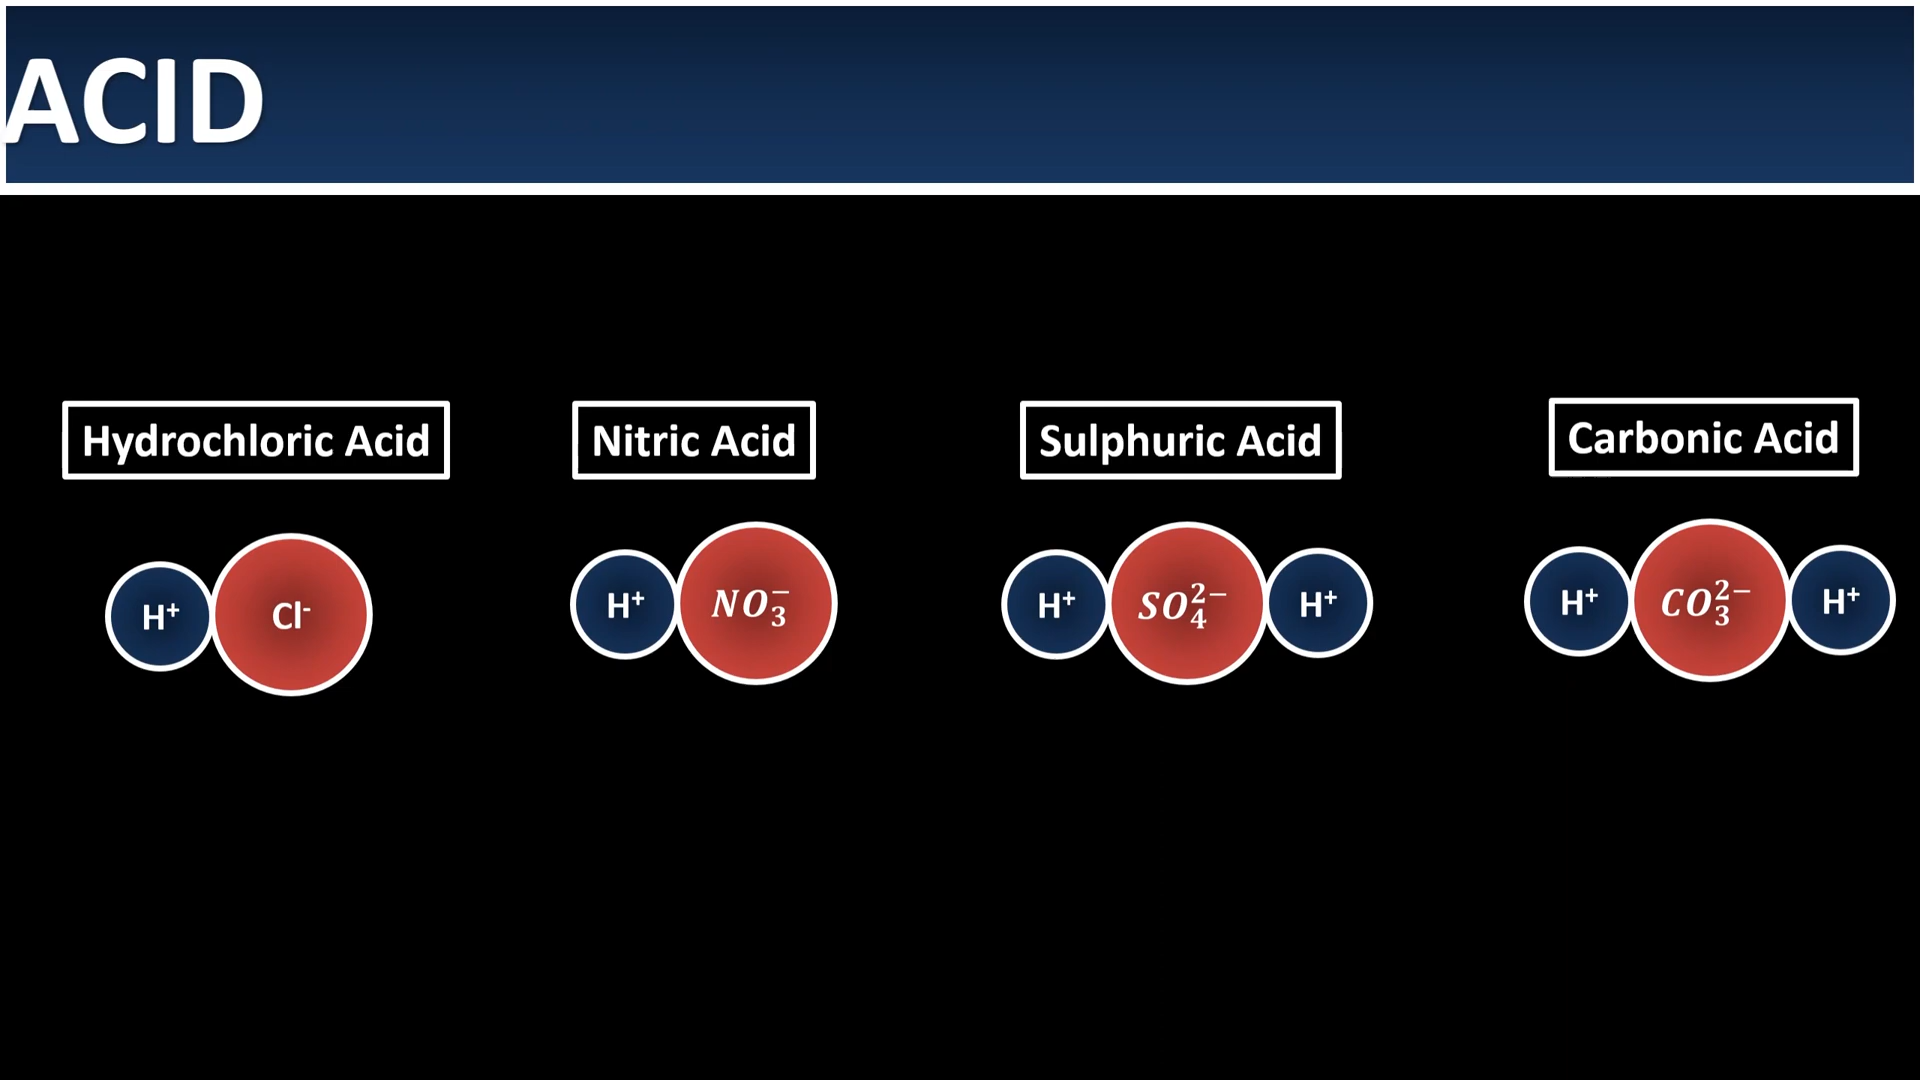 ACID
Hydrochloric Acid
H⁺ Cl⁻
Nitric Acid
H⁺ NO₃⁻
Sulphuric Acid
H⁺ SO₄²⁻ H⁺
Carbonic Acid
H⁺ CO₃²⁻ H⁺